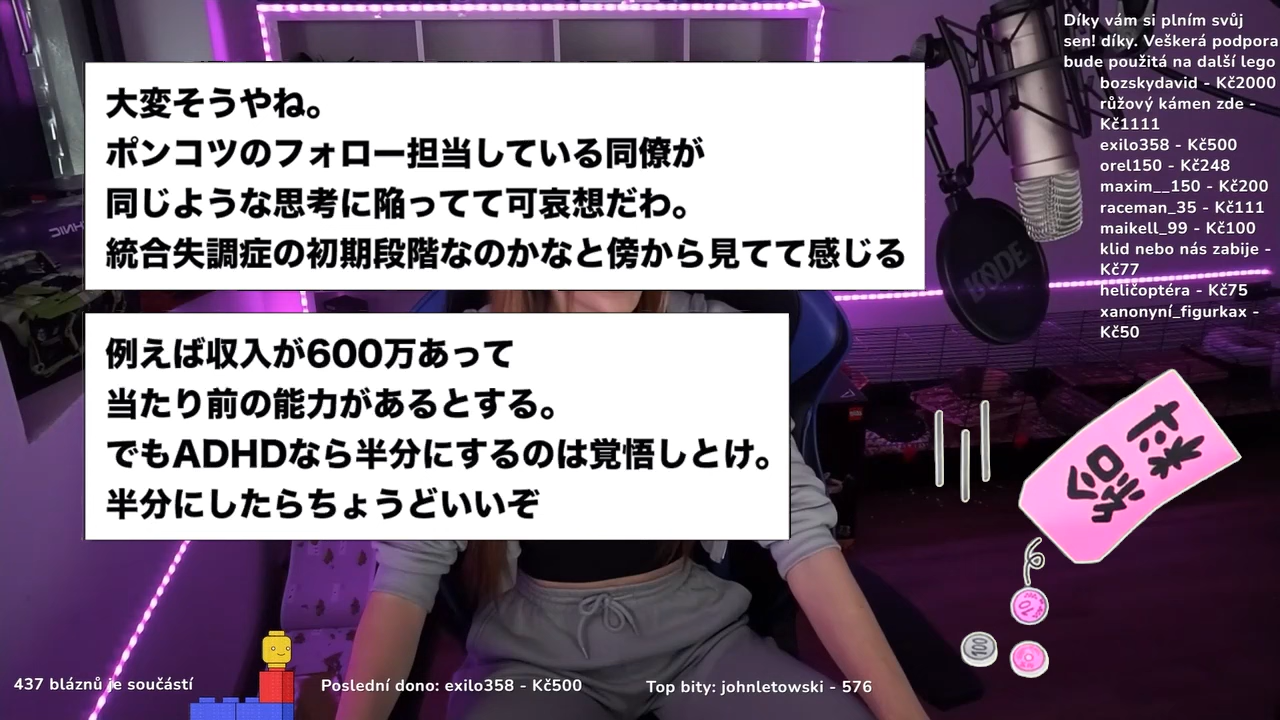 大変そうやね。
ポンコツのフォロー担当している同僚が
同じような思考に陥ってて可哀想だわ。
統合失調症の初期段階なのかなと傍から見てて感じる
例えば収入が600万あって
当たり前の能力があるとする。
でもADHDなら半分にするのは覚悟しとけ。
半分にしたらちょうどいいぞ
Díky vám si plním svůj
sen! díky. Veškerá podpora
bude použitá na další lego
bozskydavid - Kč2000
růžový kámen zde -
Kč1111
exilo358 - Kč500
orel150 - Kč248
maxim__150 - Kč200
raceman_35 - Kč111
maikell_99 - Kč100
klid nebo nás zabije -
Kč77
heličoptéra - Kč75
xanonyní_figurkax -
Kč50
KODE
100
437 bláznů je součástí
Poslední dono: exilo358 - Kč500
Top bity: johnletowski - 576